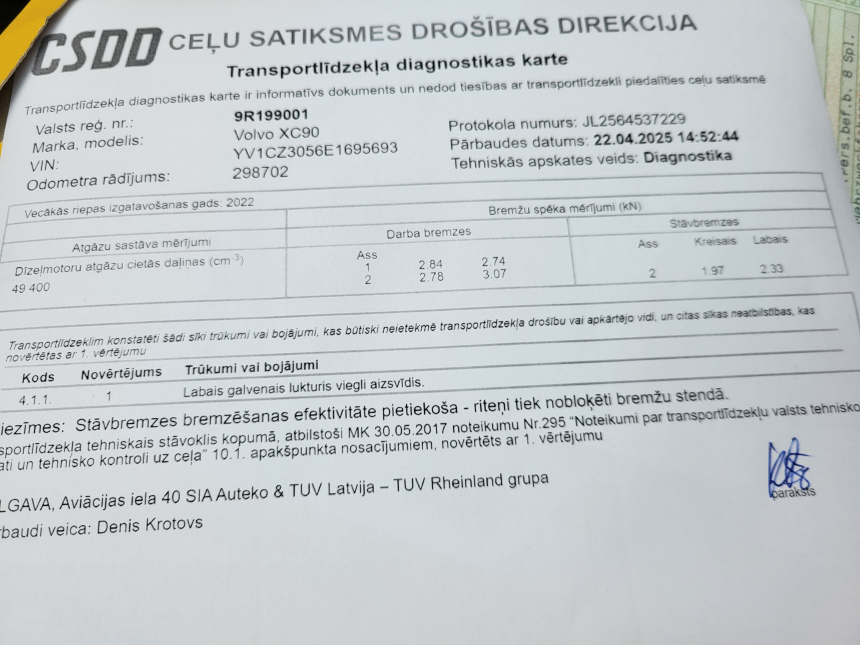 CSDD CEĻU SATIKSMES DROŠĪBAS DIREKCIJA
Transportlīdzekļa diagnostikas karte
Transportlīdzekļa diagnostikas karte ir informatīvs dokuments un nedod tiesības ar transportlīdzekli piedalīties ceļu satiksmē
Valsts reģ. nr.: 9R199001
Marka, modelis: Volvo XC90
VIN: YV1CZ3056E1695693
Odometra rādījums: 298702
Protokola numurs: JL2564537229
Pārbaudes datums: 22.04.2025 14:52:44
Tehniskās apskates veids: Diagnostika
Vecākās riepas izgatavošanas gads: 2022
Bremžu spēka mērījumi (kN)
Atgāzu sastāva mērījumi
Darba bremzes
Stāvbremzes
Dīzeļmotoru atgāzu cietās daļiņas (cm⁻³)
49 400
Ass
1 2.84 2.74
2 2.78 3.07
Ass Kreisais Labais
2 1.97 2.33
Transportlīdzeklim konstatēti šādi sīki trūkumi vai bojājumi, kas būtiski neietekmē transportlīdzekļa drošību vai apkārtējo vidi, un citas sīkas neatbilstības, kas
novērtētas ar 1. vērtējumu
Kods Novērtējums Trūkumi vai bojājumi
4.1.1. 1 Labais galvenais lukturis viegli aizsvīdis.
iezīmes: Stāvbremzes bremzēšanas efektivitāte pietiekoša - riteņi tiek nobloķēti bremžu stendā.
sportlīdzekļa tehniskais stāvoklis kopumā, atbilstoši MK 30.05.2017 noteikumu Nr.295 "Noteikumi par transportlīdzekļu valsts tehnisko
ati un tehnisko kontroli uz ceļa" 10.1. apakšpunkta nosacījumiem, novērtēts ar 1. vērtējumu
LGAVA, Aviācijas iela 40 SIA Auteko & TUV Latvija – TUV Rheinland grupa
paraksts
rbaudi veica: Denis Krotovs
ers.bef.b. 8 Spl.